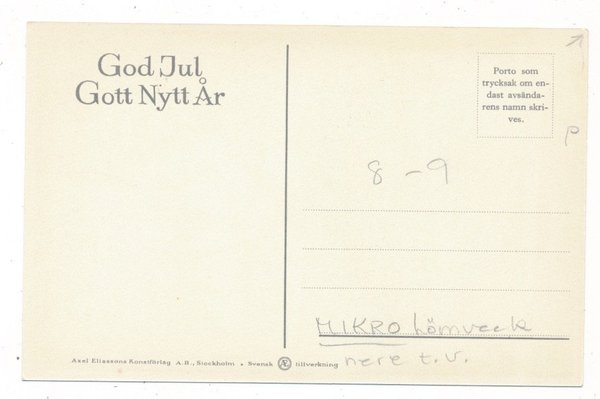 God Jul
Gott Nytt År
Porto som
trycksak om en-
dast avsända-
rens namn skri-
ves.
P
8-9
MIKRO hörnveck
nere t.v.
Axel Eliassons Konstförlag A.B., Stockholm. • Svensk Æ tillverkning